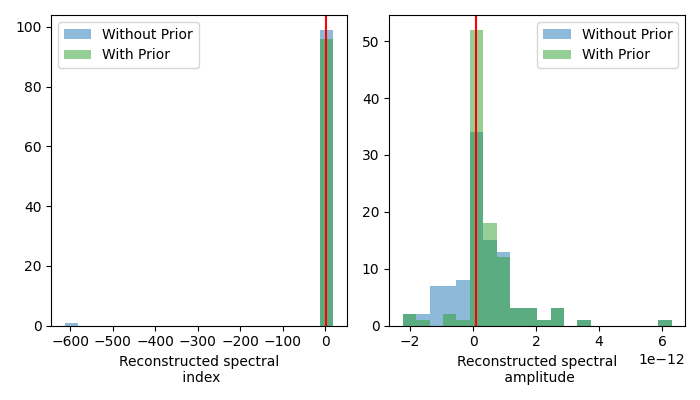 100
80
60
40
20
0
Without Prior
With Prior
−600 −500 −400 −300 −200 −100 0
Reconstructed spectral
index
50
40
30
20
10
0
Without Prior
With Prior
−2 0 2 4 6
1e−12
Reconstructed spectral
amplitude